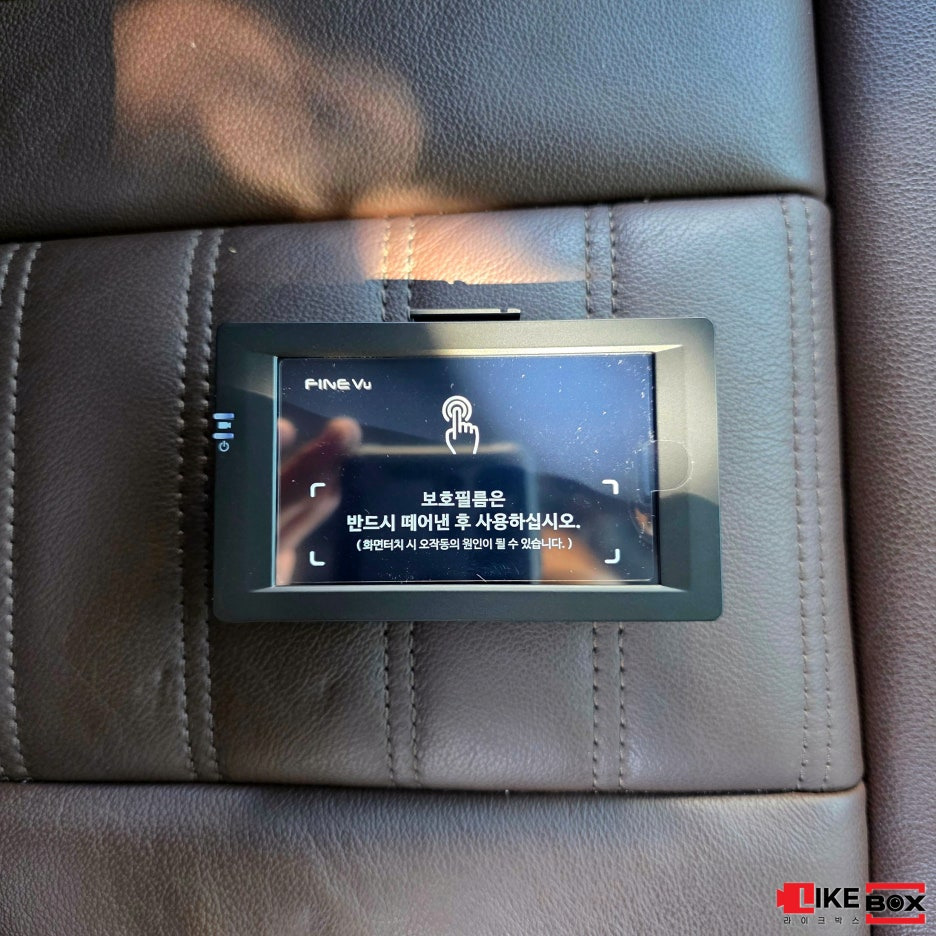 FINE Vu
보호필름은
반드시 떼어낸 후 사용하십시오.
( 화면터치 시 오작동의 원인이 될 수 있습니다. )
LIKE BOX
라이크박스